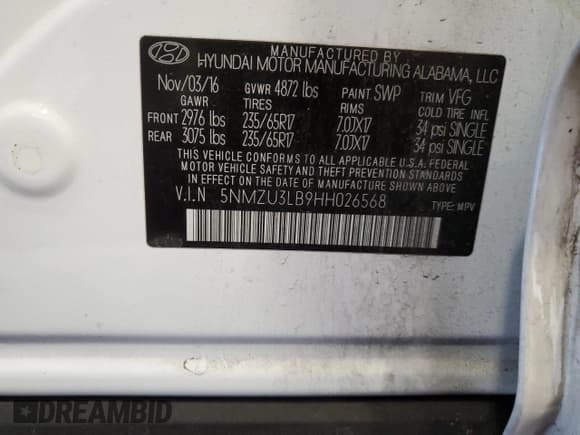 MANUFACTURED BY
HYUNDAI MOTOR MANUFACTURING ALABAMA, LLC
Nov/03/16 GVWR 4872 lbs PAINT SWP TRIM VFG
GAWR TIRES RIMS COLD TIRE INFL
FRONT 2976 lbs 235/65R17 7.0JX17 34 psi SINGLE
REAR 3075 lbs 235/65R17 7.0JX17 34 psi SINGLE
THIS VEHICLE CONFORMS TO ALL APPLICABLE U.S.A. FEDERAL
MOTOR VEHICLE SAFETY AND THEFT PREVENTION STANDARDS
IN EFFECT ON THE DATE OF MANUFACTURE SHOWN ABOVE.
V.I.N 5NMZU3LB9HH026568 TYPE: MPV
DREAMBID